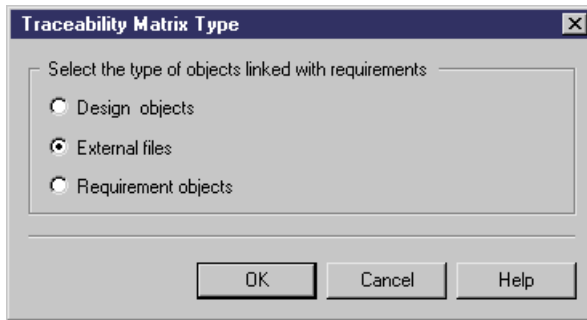 Traceability Matrix Type
Select the type of objects linked with requirements
Design objects
External files
Requirement objects
OK Cancel Help